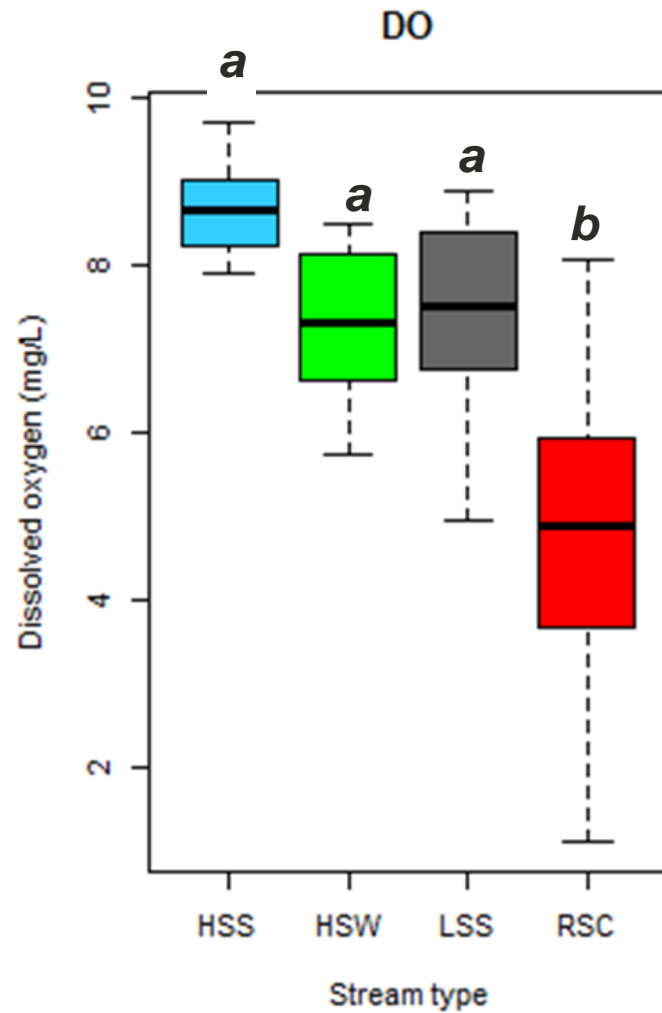 DO
a
a
a
b
10
8
6
4
2
Dissolved oxygen (mg/L)
HSS HSW LSS RSC
Stream type